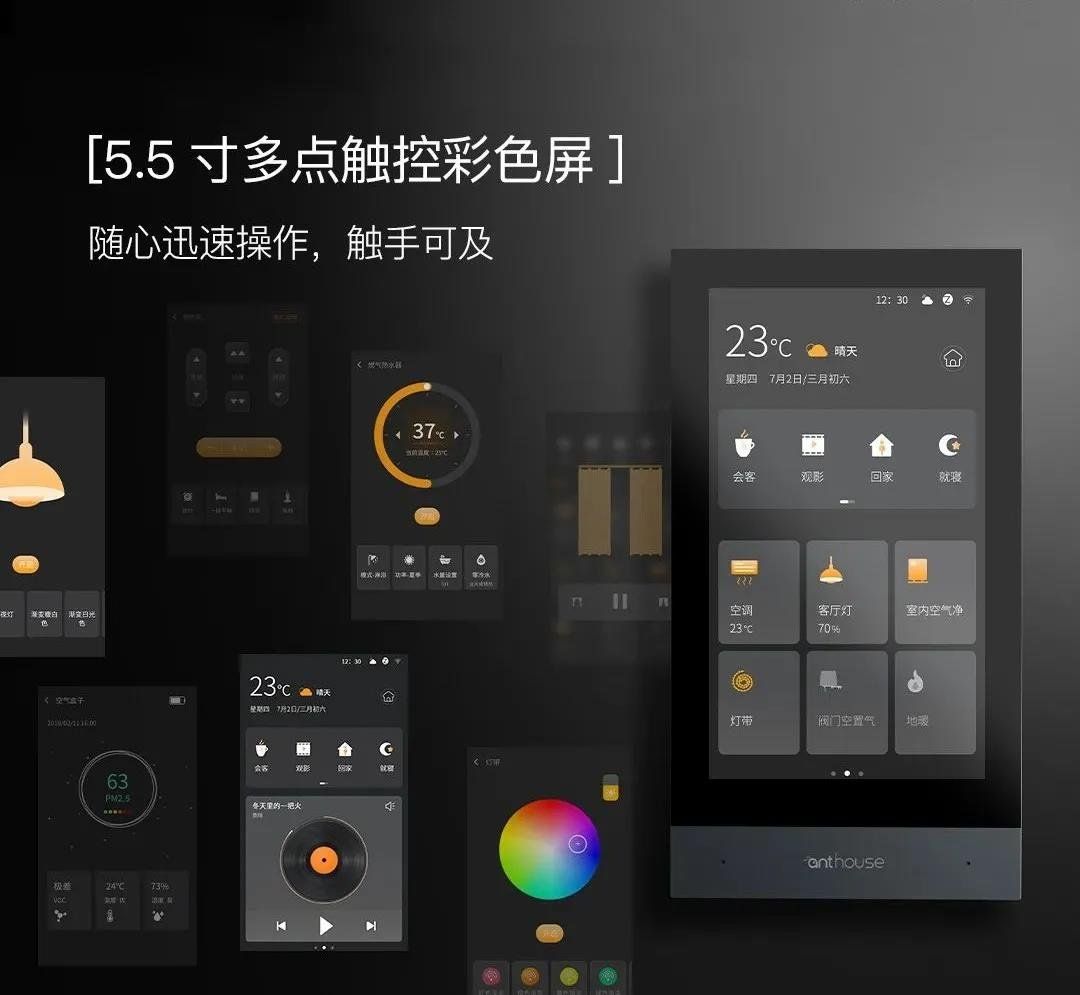 [5.5 寸多点触控彩色屏 ]
随心迅速操作，触手可及
12: 30
23℃ 晴天
星期四 7月2日/三月初六
会客 观影 回家 就寝
空调 客厅灯 室内空气净
23℃ 70%
灯带 阀门空置气 地暖
anthouse
燃气热水器
37℃
当前温度：25℃
开启
模式-淋浴 功率-夏季 水量设置 零冷水
开启
夜灯 渐变暖白色 渐变日光色
空气盒子
63
PM2.5
极差 24℃ 73%
VOC
12: 30
23℃ 晴天
星期四 7月2日/三月初六
会客 观影 回家 就寝
冬天里的一把火
灯带